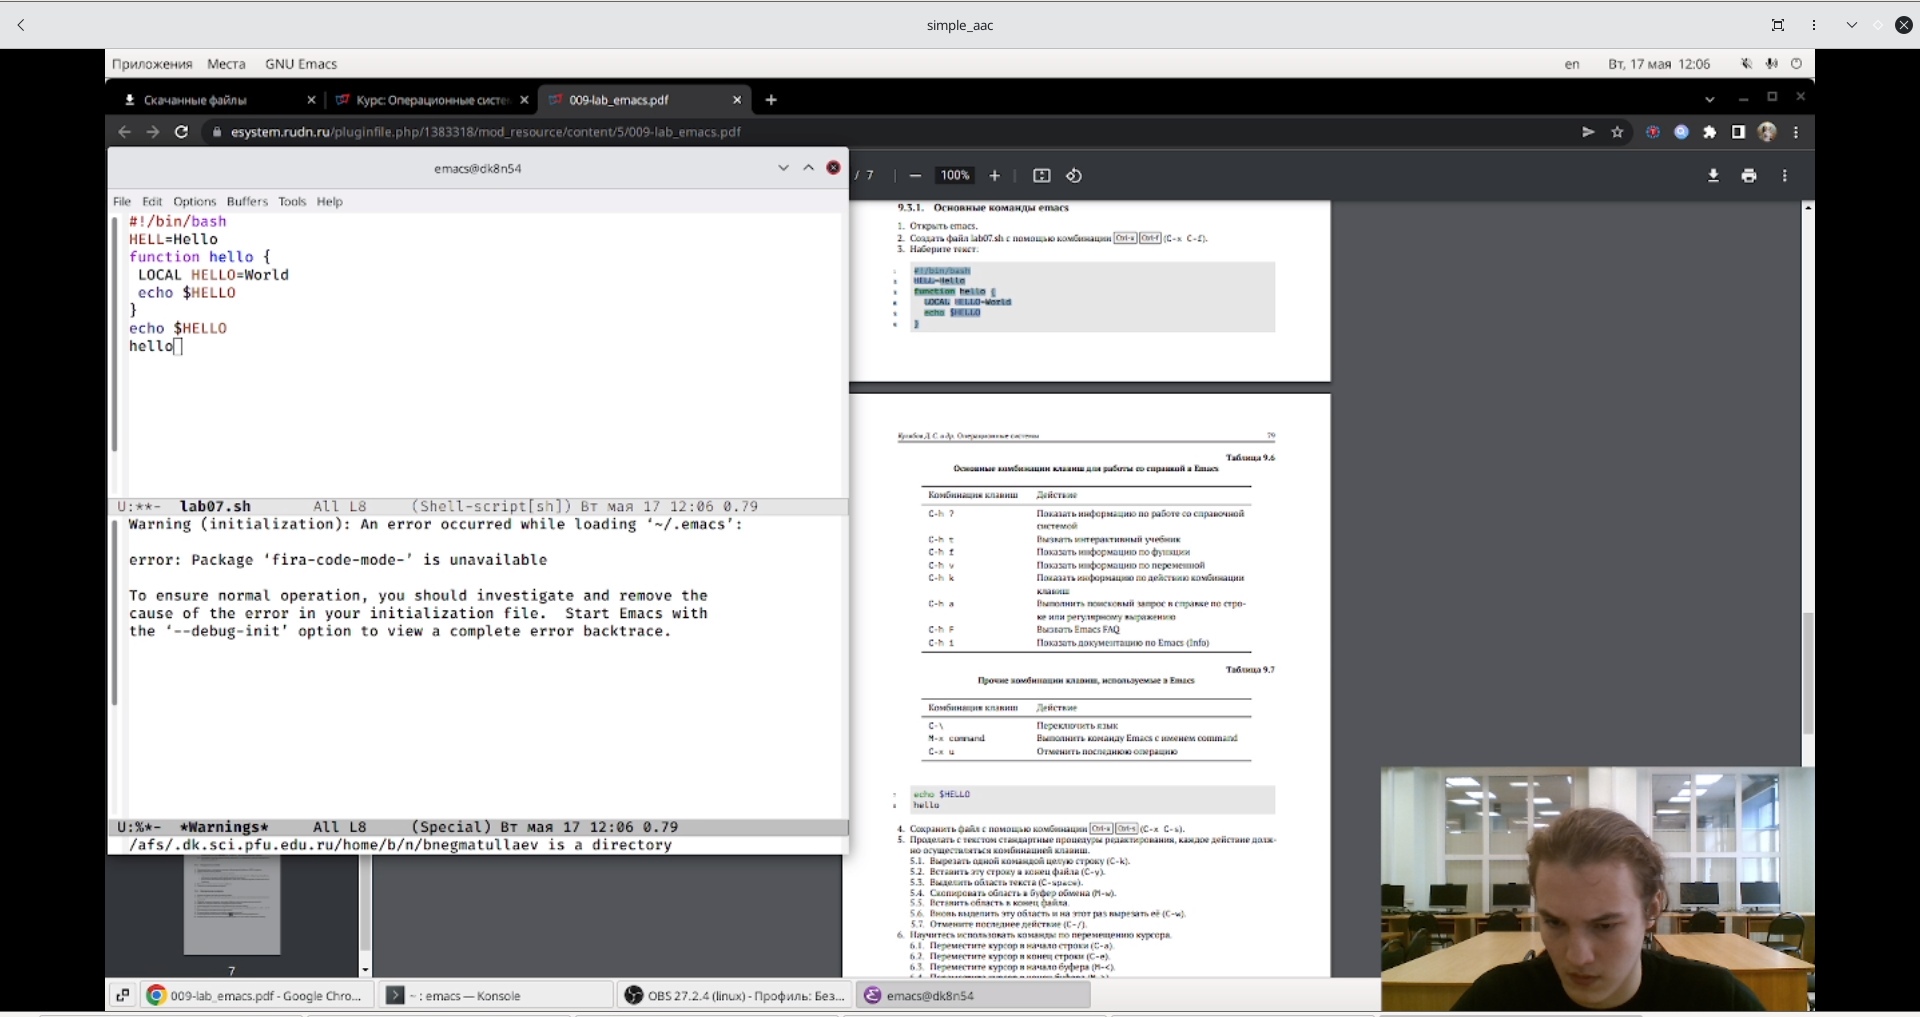 simple_aac
Приложения Места GNU Emacs
en Вт, 17 мая 12:06
Скачанные файлы
Курс: Операционные систе
009-lab_emacs.pdf
esystem.rudn.ru/pluginfile.php/1383318/mod_resource/content/5/009-lab_emacs.pdf
emacs@dk8n54
/ 7 100%
File Edit Options Buffers Tools Help
#!/bin/bash
HELL=Hello
function hello {
LOCAL HELLO=World
echo $HELLO
}
echo $HELLO
hello
U:**- lab07.sh All L8 (Shell-script[sh]) Вт мая 17 12:06 0.79
Warning (initialization): An error occurred while loading ‘~/.emacs’:
error: Package ‘fira-code-mode-’ is unavailable
To ensure normal operation, you should investigate and remove the
cause of the error in your initialization file. Start Emacs with
the ‘--debug-init’ option to view a complete error backtrace.
U:%*- *Warnings* All L8 (Special) Вт мая 17 12:06 0.79
/afs/.dk.sci.pfu.edu.ru/home/b/n/bnegmatullaev is a directory
7
9.3.1. Основные команды emacs
1. Открыть emacs.
2. Создать файл lab07.sh с помощью комбинации Ctrl-x Ctrl-f (C-x C-f).
3. Наберите текст:
#!/bin/bash
HELL=Hello
function hello {
LOCAL HELLO=World
echo $HELLO
}
Кулябов Д. С. и др. Операционные системы 79
Таблица 9.6
Основные комбинации клавиш для работы со справкой в Emacs
Комбинация клавиш Действие
C-h ? Показать информацию по работе со справочной
системой
C-h t Вызвать интерактивный учебник
C-h f Показать информацию по функции
C-h v Показать информацию по переменной
C-h k Показать информацию по действию комбинации
клавиш
C-h a Выполнить поисковый запрос в справке по стро-
ке или регулярному выражению
C-h F Вызвать Emacs FAQ
C-h i Показать документацию по Emacs (Info)
Таблица 9.7
Прочие комбинации клавиш, используемые в Emacs
Комбинация клавиш Действие
C-\ Переключить язык
M-x command Выполнить команду Emacs с именем command
C-x u Отменить последнюю операцию
7 echo $HELLO
8 hello
4. Сохранить файл с помощью комбинации Ctrl-x Ctrl-s (C-x C-s).
5. Проделать с текстом стандартные процедуры редактирования, каждое действие долж-
но осуществляться комбинацией клавиш.
5.1. Вырезать одной командой целую строку (C-k).
5.2. Вставить эту строку в конец файла (C-y).
5.3. Выделить область текста (C-space).
5.4. Скопировать область в буфер обмена (M-w).
5.5. Вставить область в конец файла.
5.6. Вновь выделить эту область и на этот раз вырезать её (C-w).
5.7. Отмените последнее действие (C-/).
6. Научитесь использовать команды по перемещению курсора.
6.1. Переместите курсор в начало строки (C-a).
6.2. Переместите курсор в конец строки (C-e).
6.3. Переместите курсор в начало буфера (M-<).
009-lab_emacs.pdf - Google Chro...
~ : emacs — Konsole
OBS 27.2.4 (linux) - Профиль: Без...
emacs@dk8n54